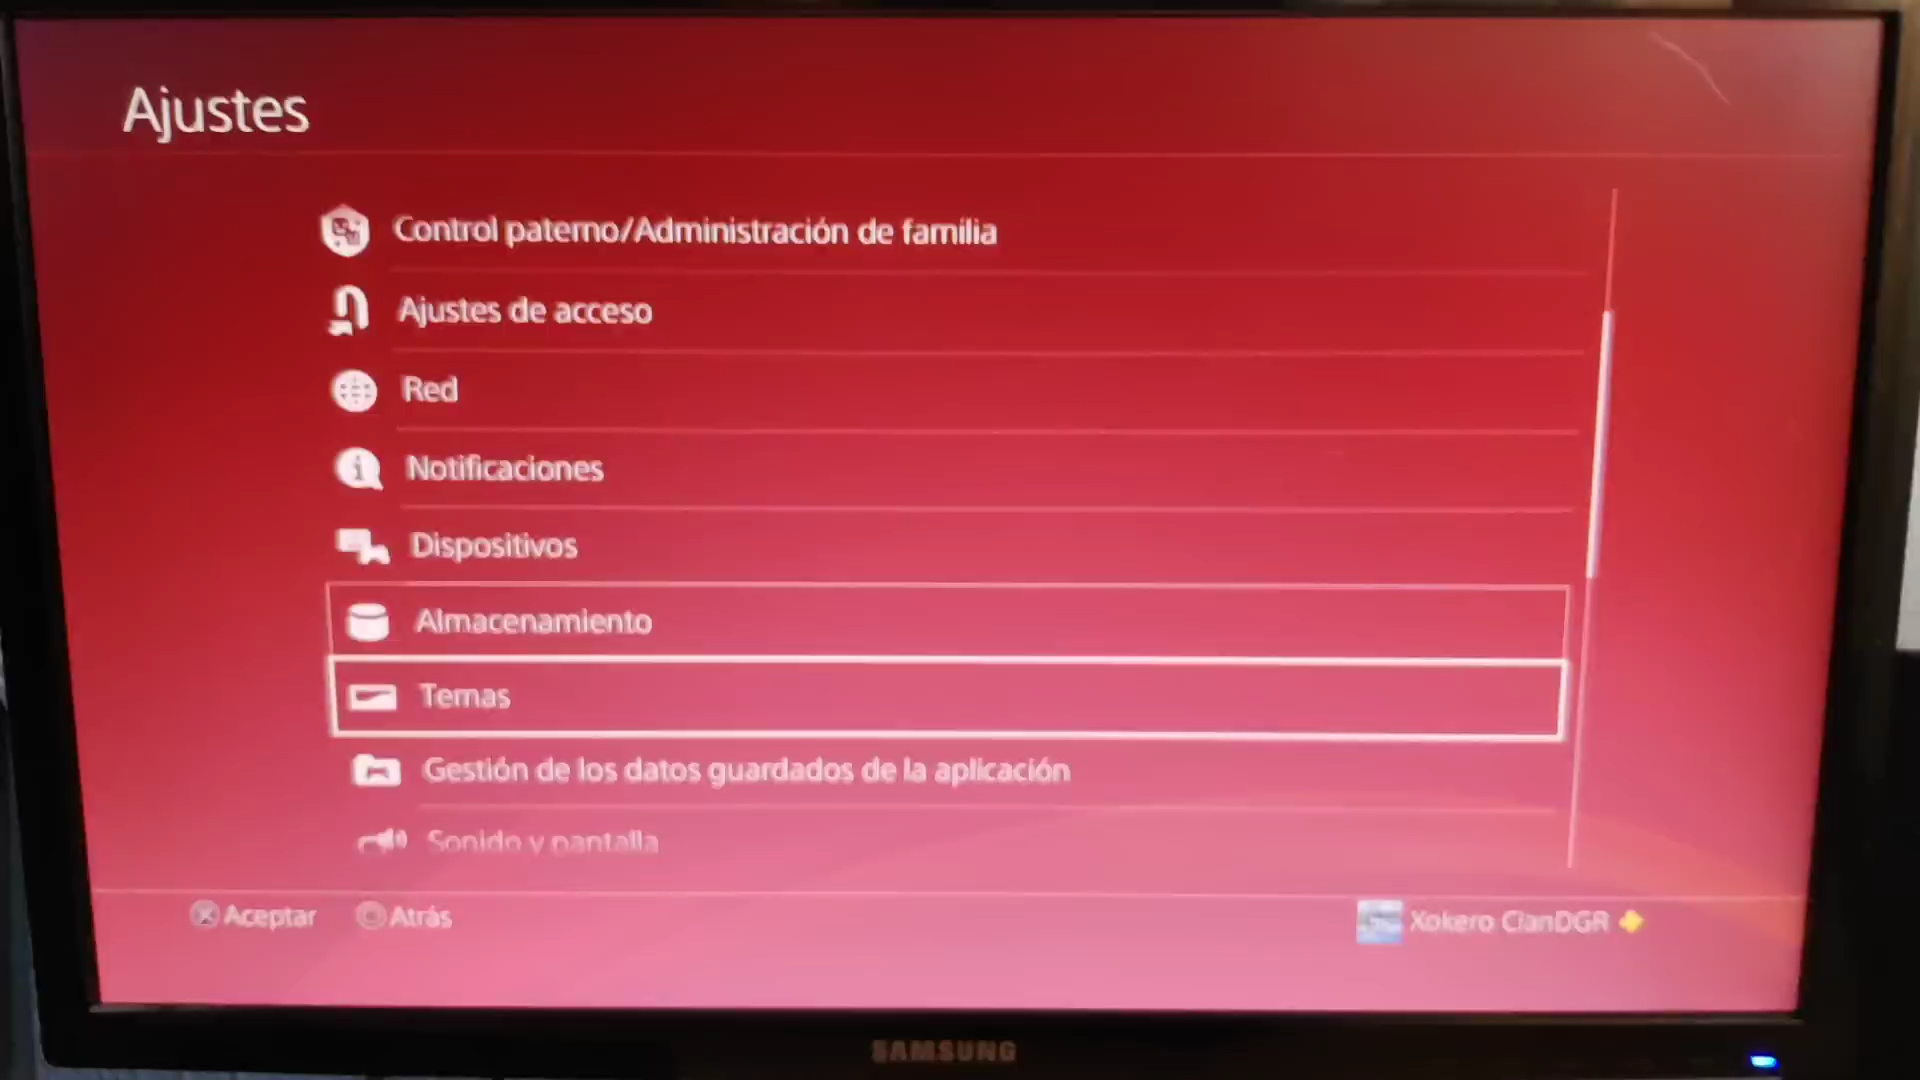 Ajustes
Control paterno/Administración de familia
Ajustes de acceso
Red
Notificaciones
Dispositivos
Almacenamiento
Temas
Gestión de los datos guardados de la aplicación
Sonido y pantalla
Aceptar Atrás
Xokero ClanDGR
SAMSUNG